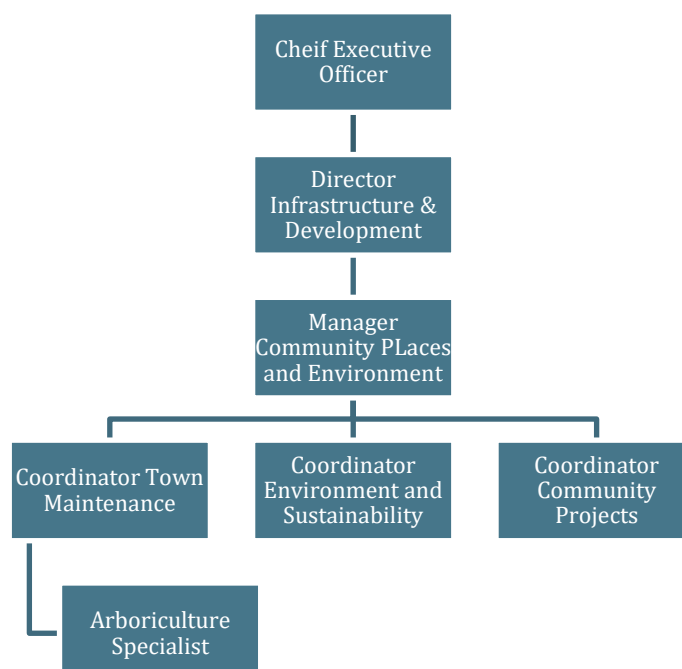 Cheif Executive
Officer
Director
Infrastructure &
Development
Manager
Community PLaces
and Environment
Coordinator Town
Maintenance
Coordinator
Environment and
Sustainability
Coordinator
Community
Projects
Arboriculture
Specialist